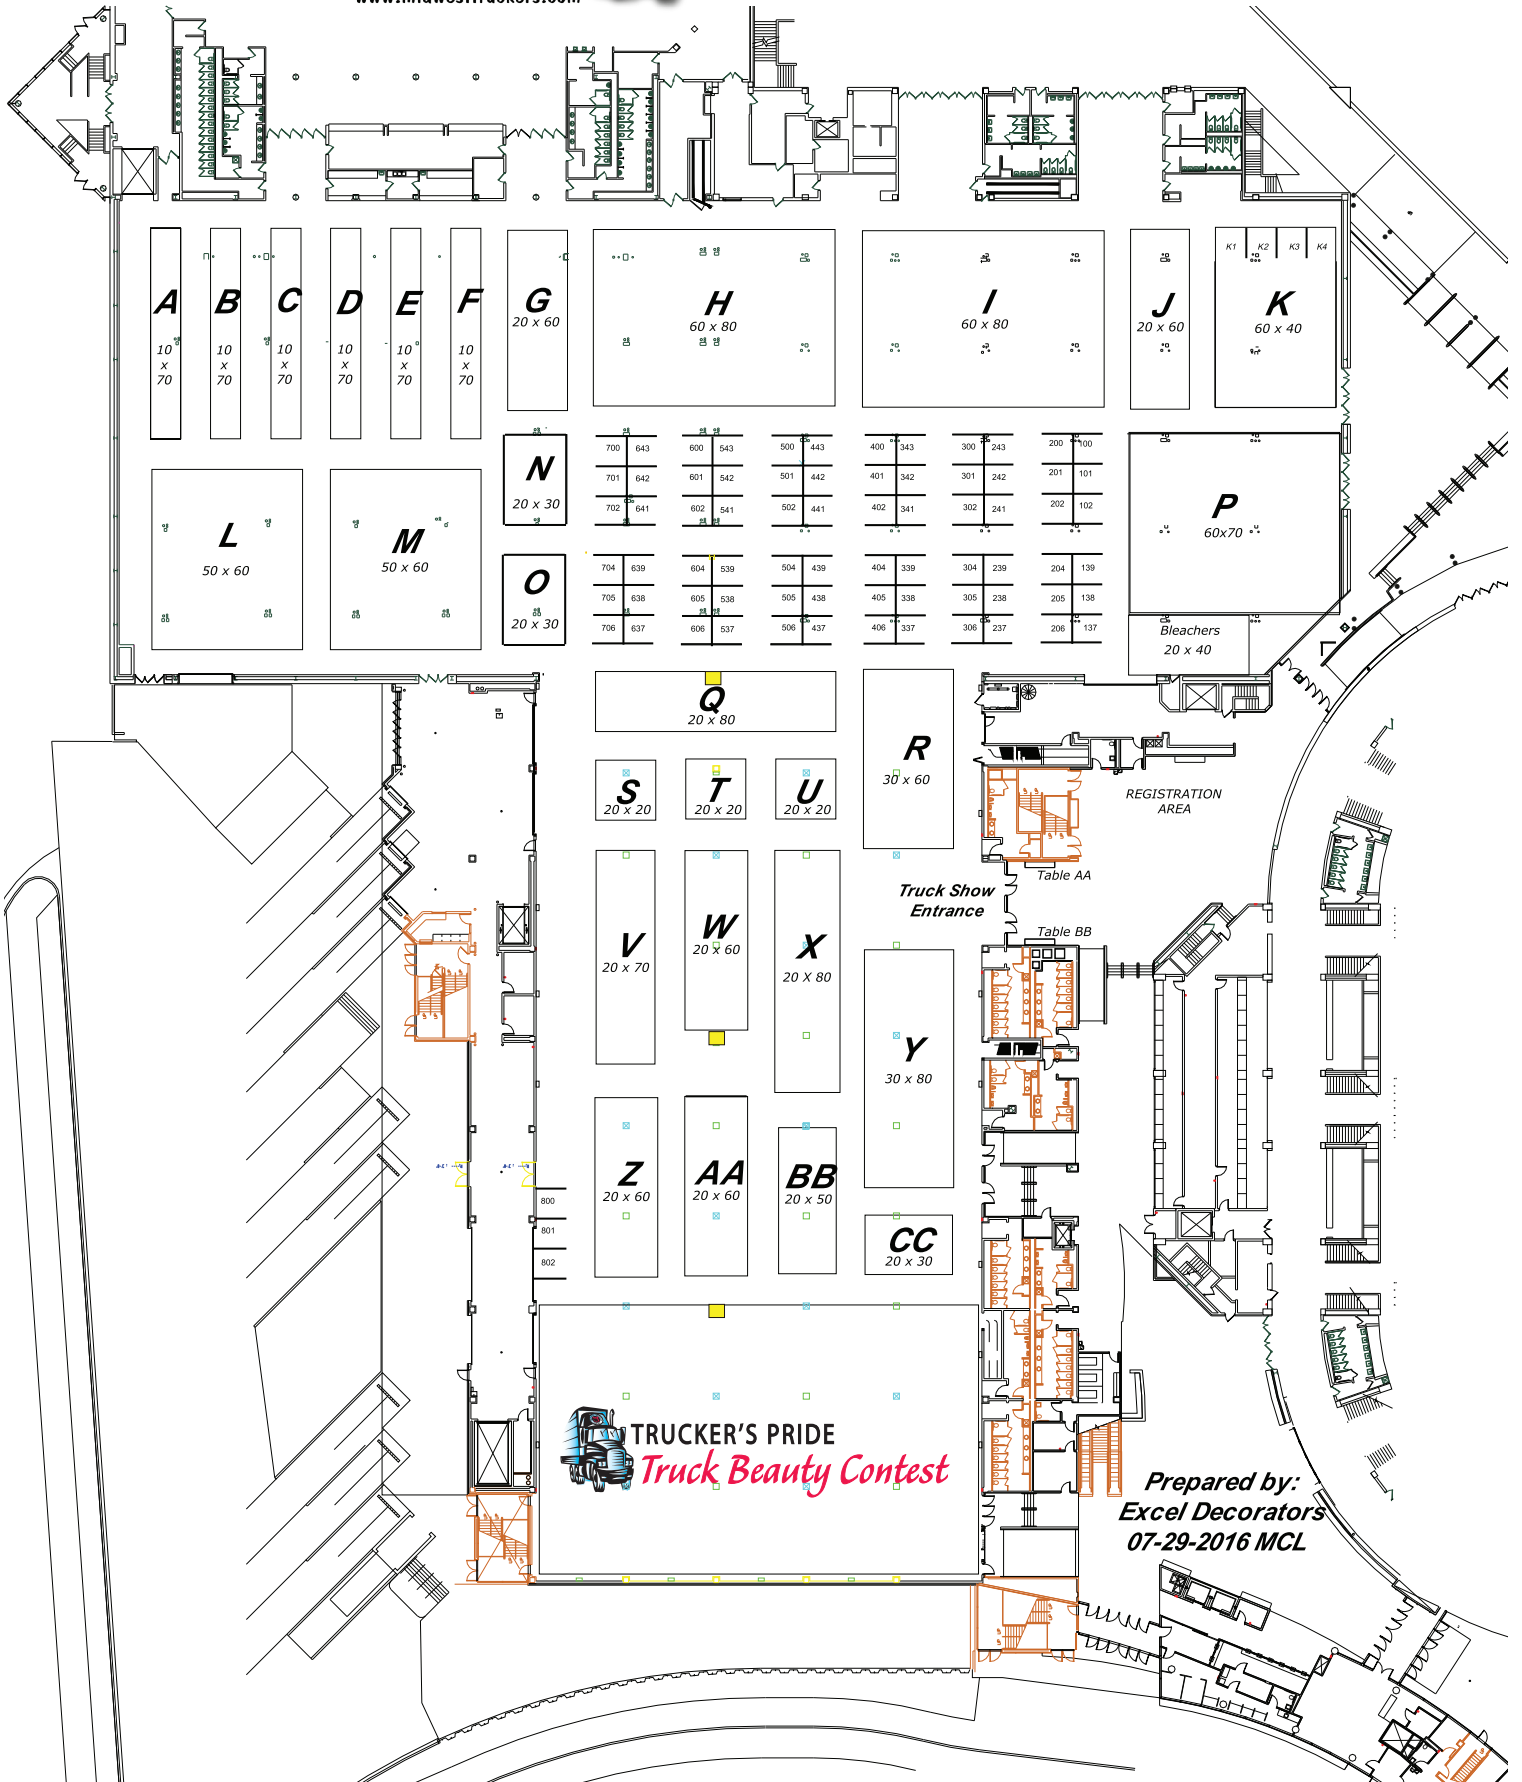 www.midwesttruckers.com
K1 K2 K3 K4
A
10
x
70
B
10
x
70
C
10
x
70
D
10
x
70
E
10
x
70
F
10
x
70
G
20 x 60
H
60 x 80
I
60 x 80
J
20 x 60
K
60 x 40
L
50 x 60
M
50 x 60
N
20 x 30
O
20 x 30
700 643 600 543 500 443 400 343 300 243 200 100
701 642 601 542 501 442 401 342 301 242 201 101
702 641 602 541 502 441 402 341 302 241 202 102
704 639 604 539 504 439 404 339 304 239 204 139
705 638 605 538 505 438 405 338 305 238 205 138
706 637 606 537 506 437 406 337 306 237 206 137
P
60x70
Bleachers
20 x 40
Q
20 x 80
R
30 x 60
S
20 x 20
T
20 x 20
U
20 x 20
REGISTRATION
AREA
Table AA
Truck Show
Entrance
Table BB
V
20 x 70
W
20 x 60
X
20 x 80
Y
30 x 80
Z
20 x 60
AA
20 x 60
BB
20 x 50
CC
20 x 30
800
801
802
TRUCKER'S PRIDE
Truck Beauty Contest
Prepared by:
Excel Decorators
07-29-2016 MCL